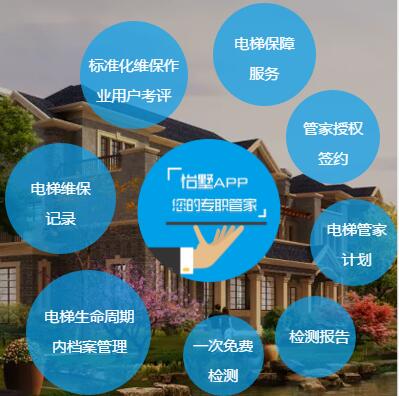 电梯保障
服务
标准化维保作
业用户考评
管家授权
签约
怡墅APP
您的专职管家
电梯维保
记录
电梯管家
计划
电梯生命周期
内档案管理
检测报告
一次免费
检测